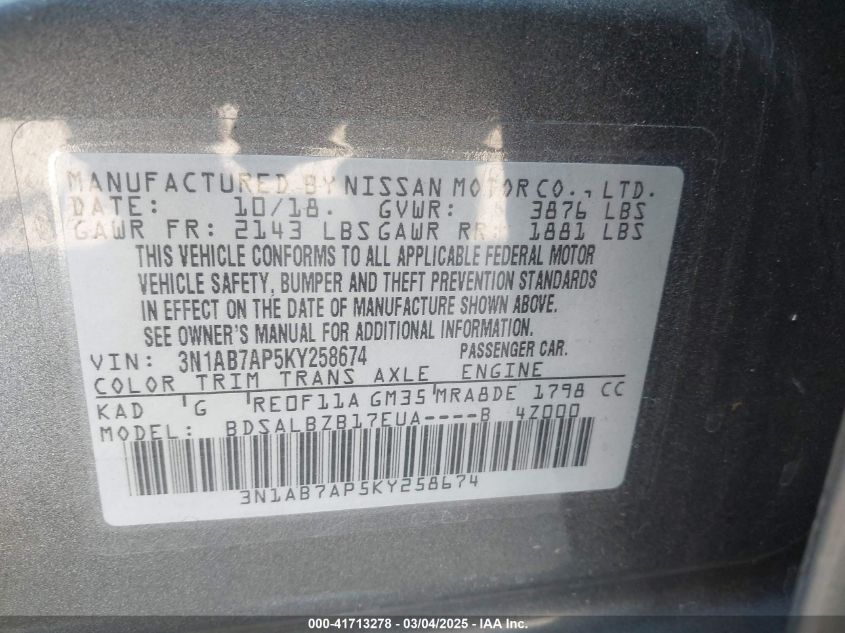 MANUFACTURED BY NISSAN MOTOR CO., LTD.
DATE: 10/18. GVWR: 3876 LBS
GAWR FR: 2143 LBS GAWR RR: 1881 LBS
THIS VEHICLE CONFORMS TO ALL APPLICABLE FEDERAL MOTOR
VEHICLE SAFETY, BUMPER AND THEFT PREVENTION STANDARDS
IN EFFECT ON THE DATE OF MANUFACTURE SHOWN ABOVE.
SEE OWNER'S MANUAL FOR ADDITIONAL INFORMATION.
VIN: 3N1AB7AP5KY258674 PASSENGER CAR.
COLOR TRIM TRANS AXLE ENGINE
KAD G RE0F11A GM35 MRA8DE 1798 CC
MODEL: BDSALBZB17EUA----B 4Z000
3N1AB7AP5KY258674
000-41713278 - 03/04/2025 - IAA Inc.